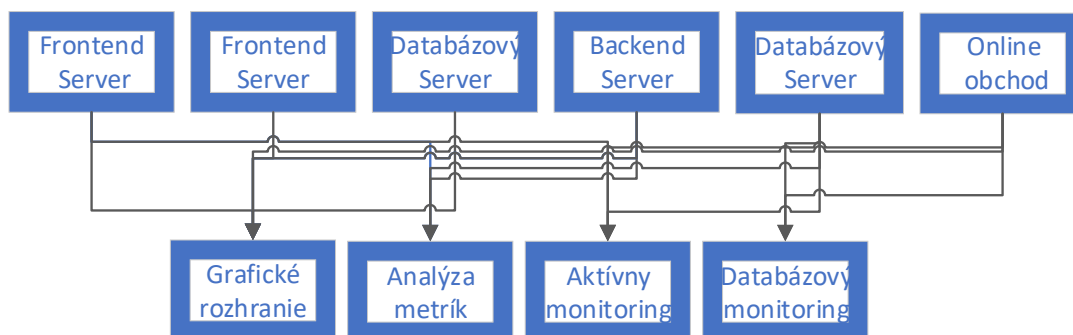 Frontend
Server
Frontend
Server
Databázový
Server
Backend
Server
Databázový
Server
Online
obchod
Grafické
rozhranie
Analýza
metrík
Aktívny
monitoring
Databázový
monitoring